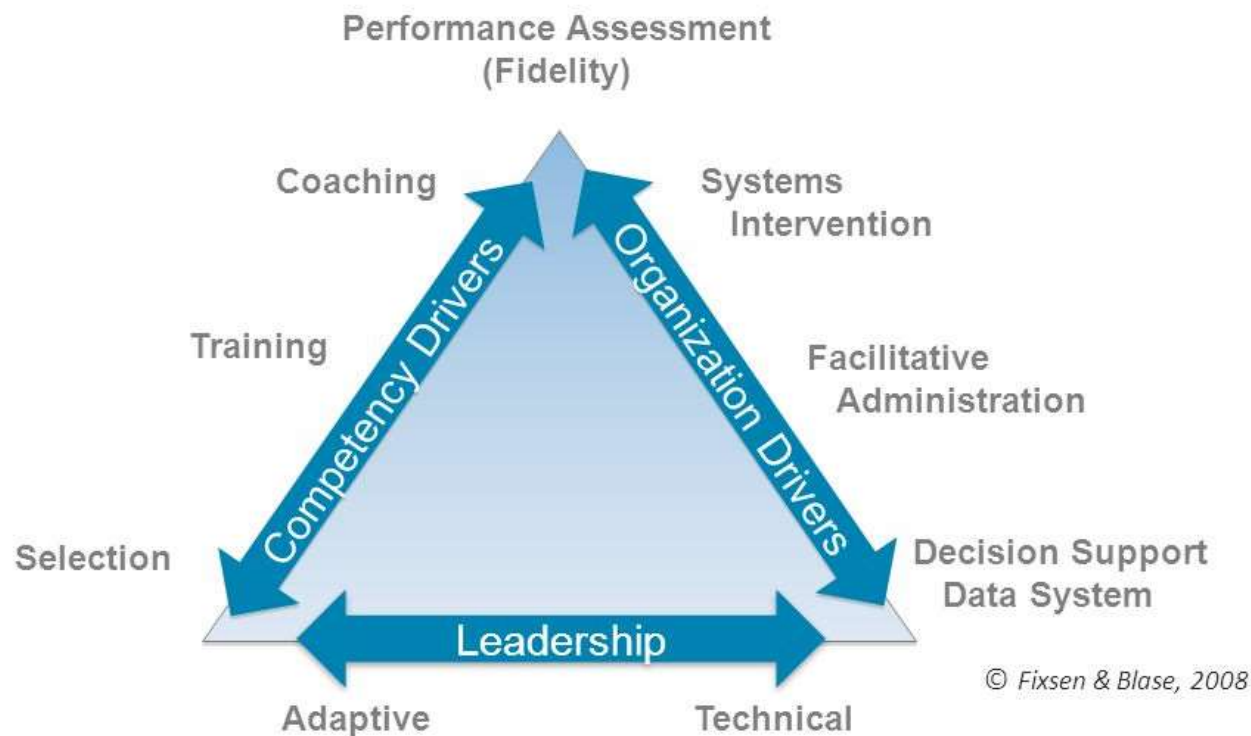 Performance Assessment
(Fidelity)
Coaching
Systems
Intervention
Training
Competency Drivers
Organization Drivers
Facilitative
Administration
Selection
Decision Support
Data System
Leadership
© Fixsen & Blase, 2008
Adaptive
Technical